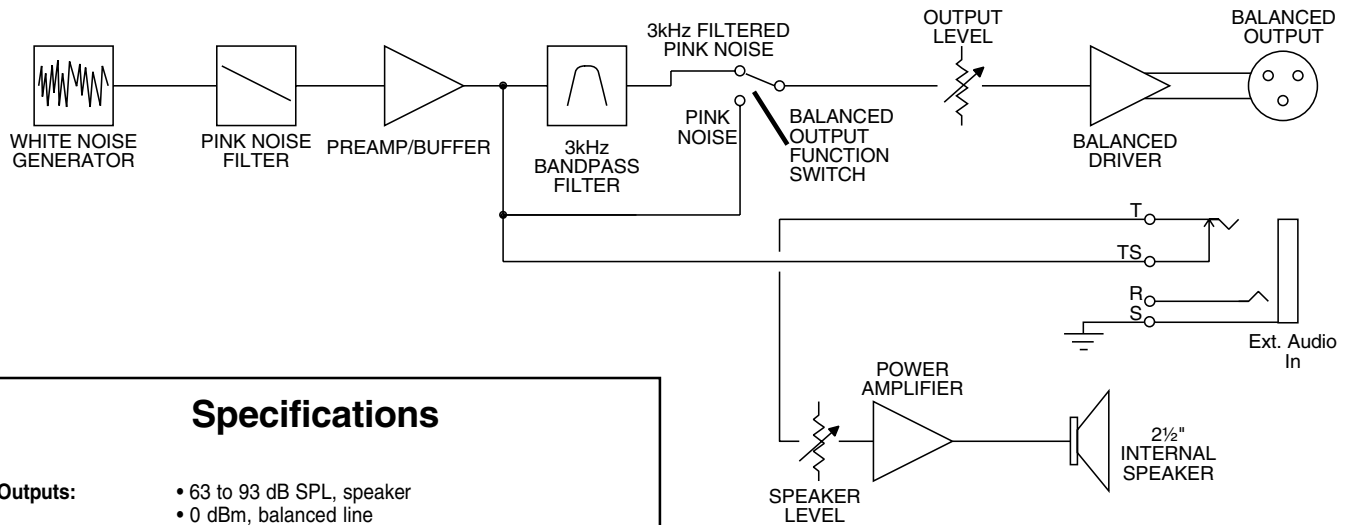 WHITE NOISE
GENERATOR
PINK NOISE
FILTER
PREAMP/BUFFER
3kHz
BANDPASS
FILTER
3kHz FILTERED
PINK NOISE
PINK
NOISE
BALANCED
OUTPUT
FUNCTION
SWITCH
OUTPUT
LEVEL
BALANCED
DRIVER
BALANCED
OUTPUT
T
TS
R
S
Ext. Audio
In
POWER
AMPLIFIER
SPEAKER
LEVEL
2½"
INTERNAL
SPEAKER
Specifications
Outputs: • 63 to 93 dB SPL, speaker
• 0 dBm, balanced line